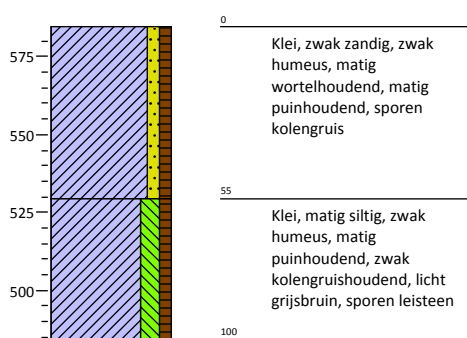 0
Klei, zwak zandig, zwak
humeus, matig
wortelhoudend, matig
puinhoudend, sporen
kolengruis
575
550
55
525
Klei, matig siltig, zwak
humeus, matig
puinhoudend, zwak
kolengruishoudend, licht
grijsbruin, sporen leisteen
500
100